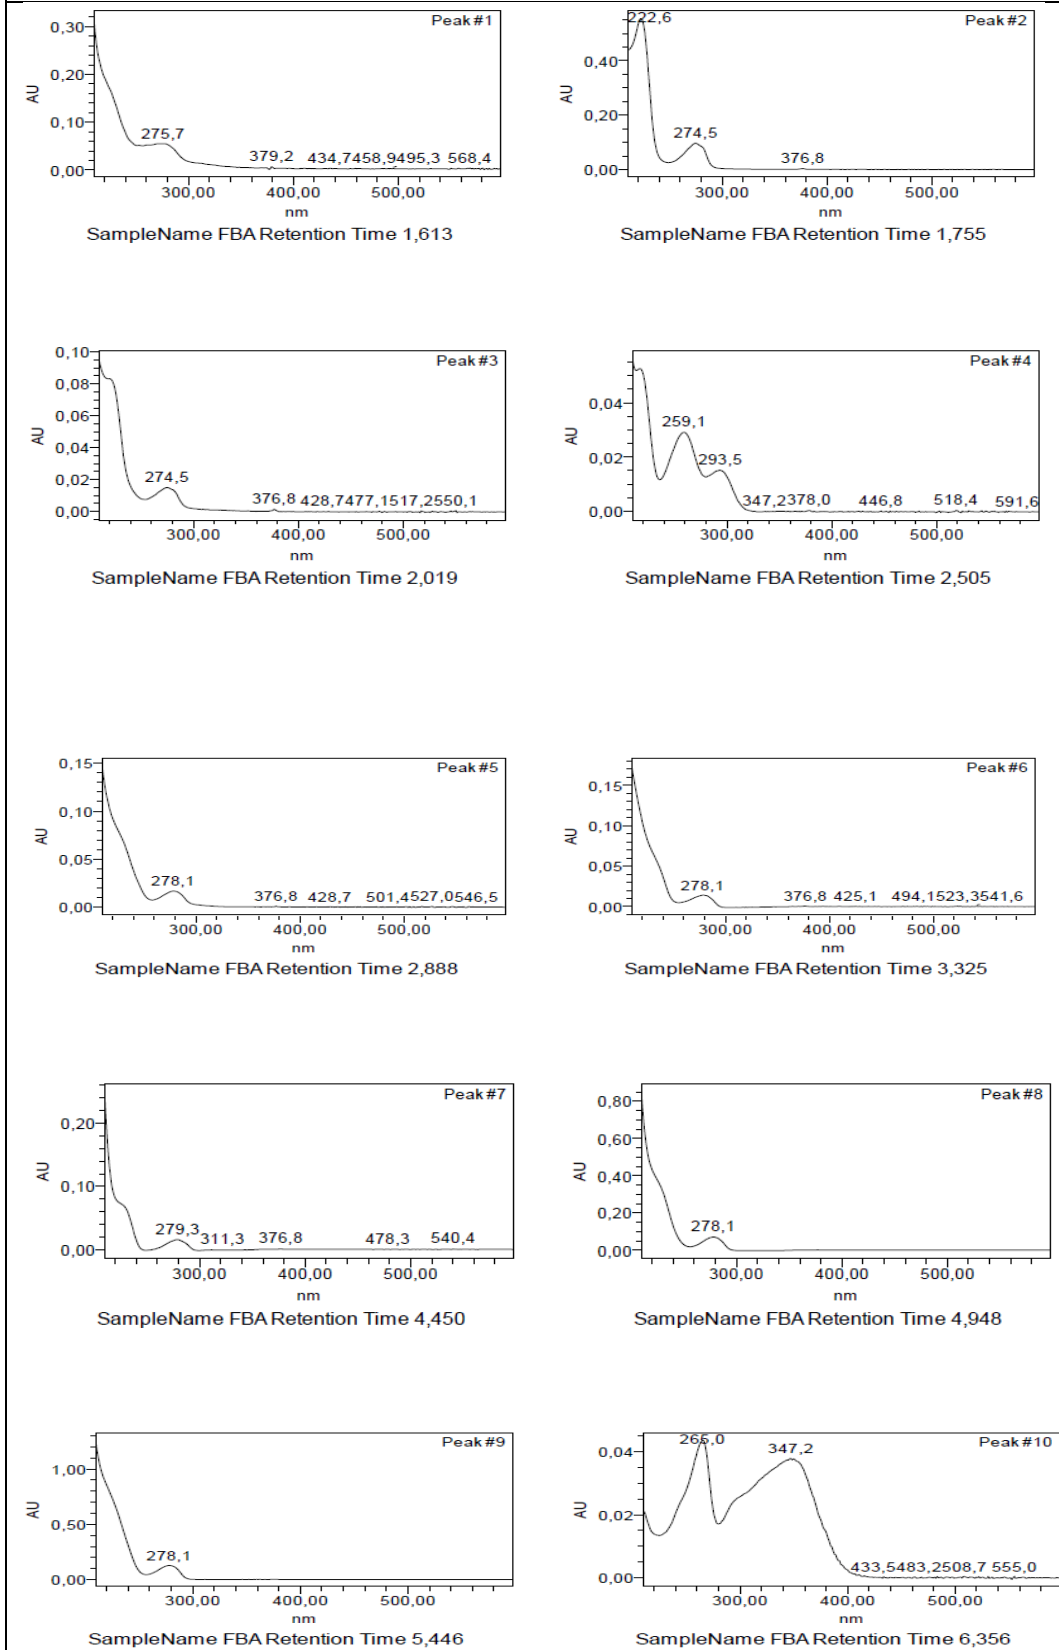 Peak #1
0,30
0,20
0,10
0,00
AU
275,7
379,2
434,7458,9495,3
568,4
300,00
400,00
500,00
nm
SampleName FBA Retention Time 1,613
Peak #2
222,6
0,40
0,20
0,00
AU
274,5
376,8
300,00
400,00
500,00
nm
SampleName FBA Retention Time 1,755
Peak #3
0,10
0,08
0,06
0,04
0,02
0,00
AU
274,5
376,8
428,7477,1517,2550,1
300,00
400,00
500,00
nm
SampleName FBA Retention Time 2,019
Peak #4
0,04
0,02
0,00
AU
259,1
293,5
347,2378,0
446,8
518,4
591,6
300,00
400,00
500,00
nm
SampleName FBA Retention Time 2,505
Peak #5
0,15
0,10
0,05
0,00
AU
278,1
376,8
428,7
501,4527,0546,5
300,00
400,00
500,00
nm
SampleName FBA Retention Time 2,888
Peak #6
0,15
0,10
0,05
0,00
AU
278,1
376,8
425,1
494,1523,3541,6
300,00
400,00
500,00
nm
SampleName FBA Retention Time 3,325
Peak #7
0,20
0,10
0,00
AU
279,3
311,3
376,8
478,3
540,4
300,00
400,00
500,00
nm
SampleName FBA Retention Time 4,450
Peak #8
0,80
0,60
0,40
0,20
0,00
AU
278,1
300,00
400,00
500,00
nm
SampleName FBA Retention Time 4,948
Peak #9
1,00
0,50
0,00
AU
278,1
300,00
400,00
500,00
nm
SampleName FBA Retention Time 5,446
Peak #10
0,04
0,02
0,00
AU
265,0
347,2
433,5483,2508,7 555,0
300,00
400,00
500,00
nm
SampleName FBA Retention Time 6,356